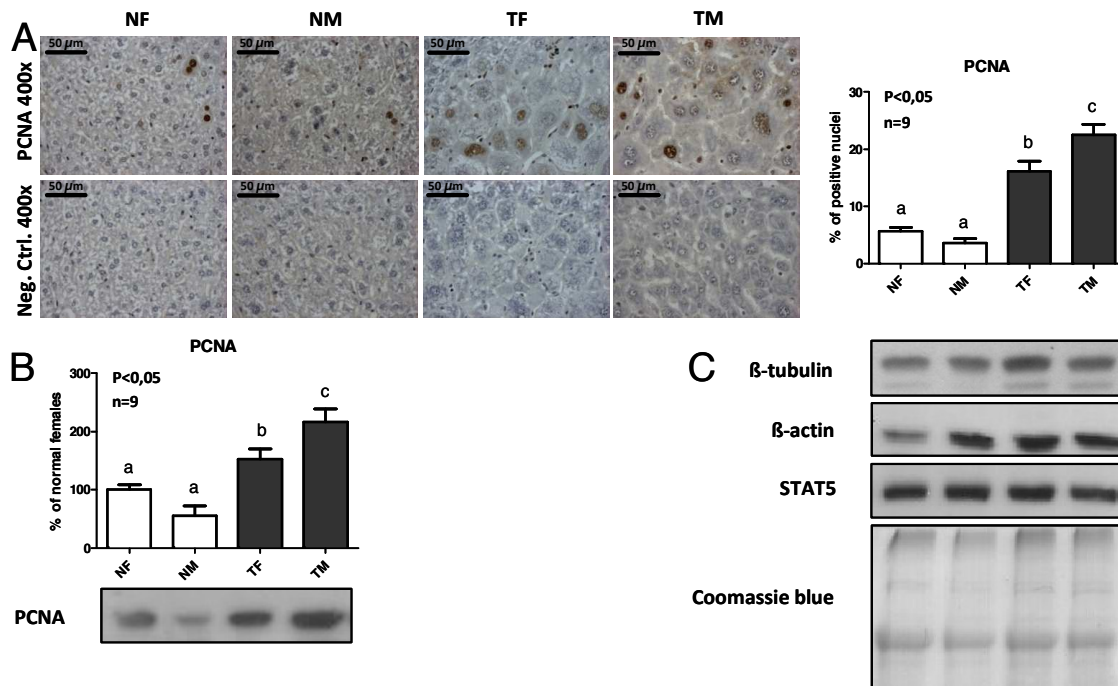 NF NM TF TM
A
PCNA 400x
50 µm 50 µm 50 µm 50 µm
Neg. Ctrl. 400x
50 µm 50 µm 50 µm 50 µm
PCNA
% of positive nuclei
30
20
10
0
P<0,05
n=9
a a b c
NF NM TF TM
B
PCNA
% of normal females
300
200
100
0
P<0,05
n=9
a a b c
NF NM TF TM
PCNA
C
ß-tubulin
ß-actin
STAT5
Coomassie blue